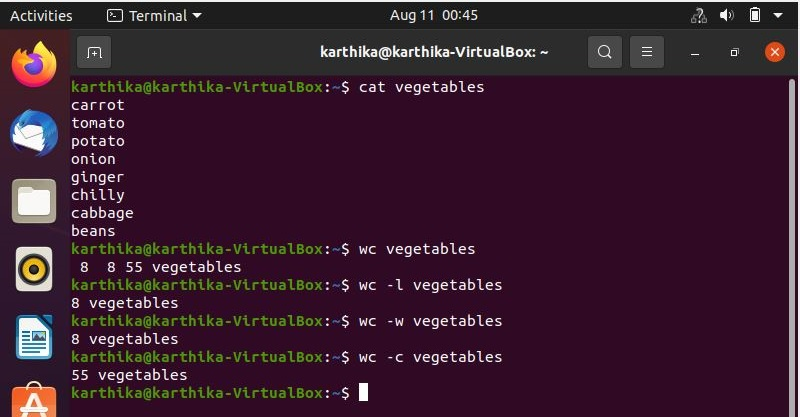 Activities Terminal Aug 11 00:45
karthika@karthika-VirtualBox: ~
karthika@karthika-VirtualBox:~$ cat vegetables
carrot
tomato
potato
onion
ginger
chilly
cabbage
beans
karthika@karthika-VirtualBox:~$ wc vegetables
 8  8 55 vegetables
karthika@karthika-VirtualBox:~$ wc -l vegetables
8 vegetables
karthika@karthika-VirtualBox:~$ wc -w vegetables
8 vegetables
karthika@karthika-VirtualBox:~$ wc -c vegetables
55 vegetables
karthika@karthika-VirtualBox:~$